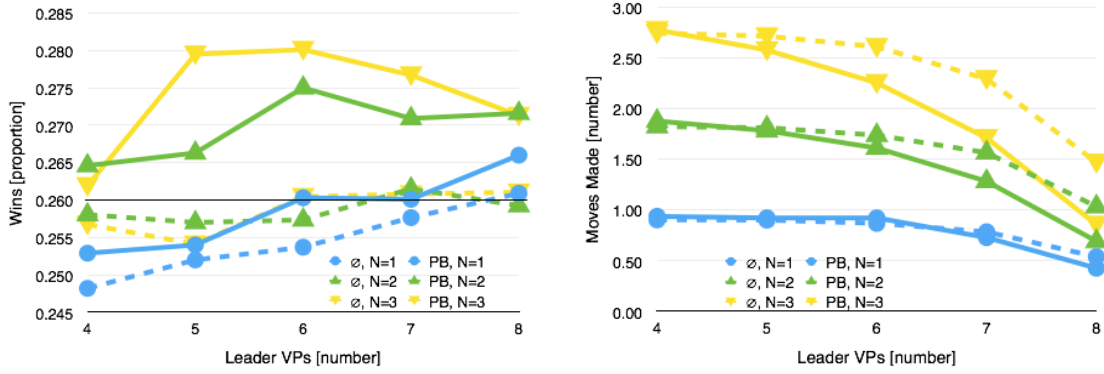 0.285
0.280
0.275
0.270
0.265
0.260
0.255
0.250
0.245
Wins [proportion]
∅, N=1 PB, N=1
∅, N=2 PB, N=2
∅, N=3 PB, N=3
4 5 6 7 8
Leader VPs [number]
3.00
2.50
2.00
1.50
1.00
0.50
0.00
Moves Made [number]
∅, N=1 PB, N=1
∅, N=2 PB, N=2
∅, N=3 PB, N=3
4 5 6 7 8
Leader VPs [number]